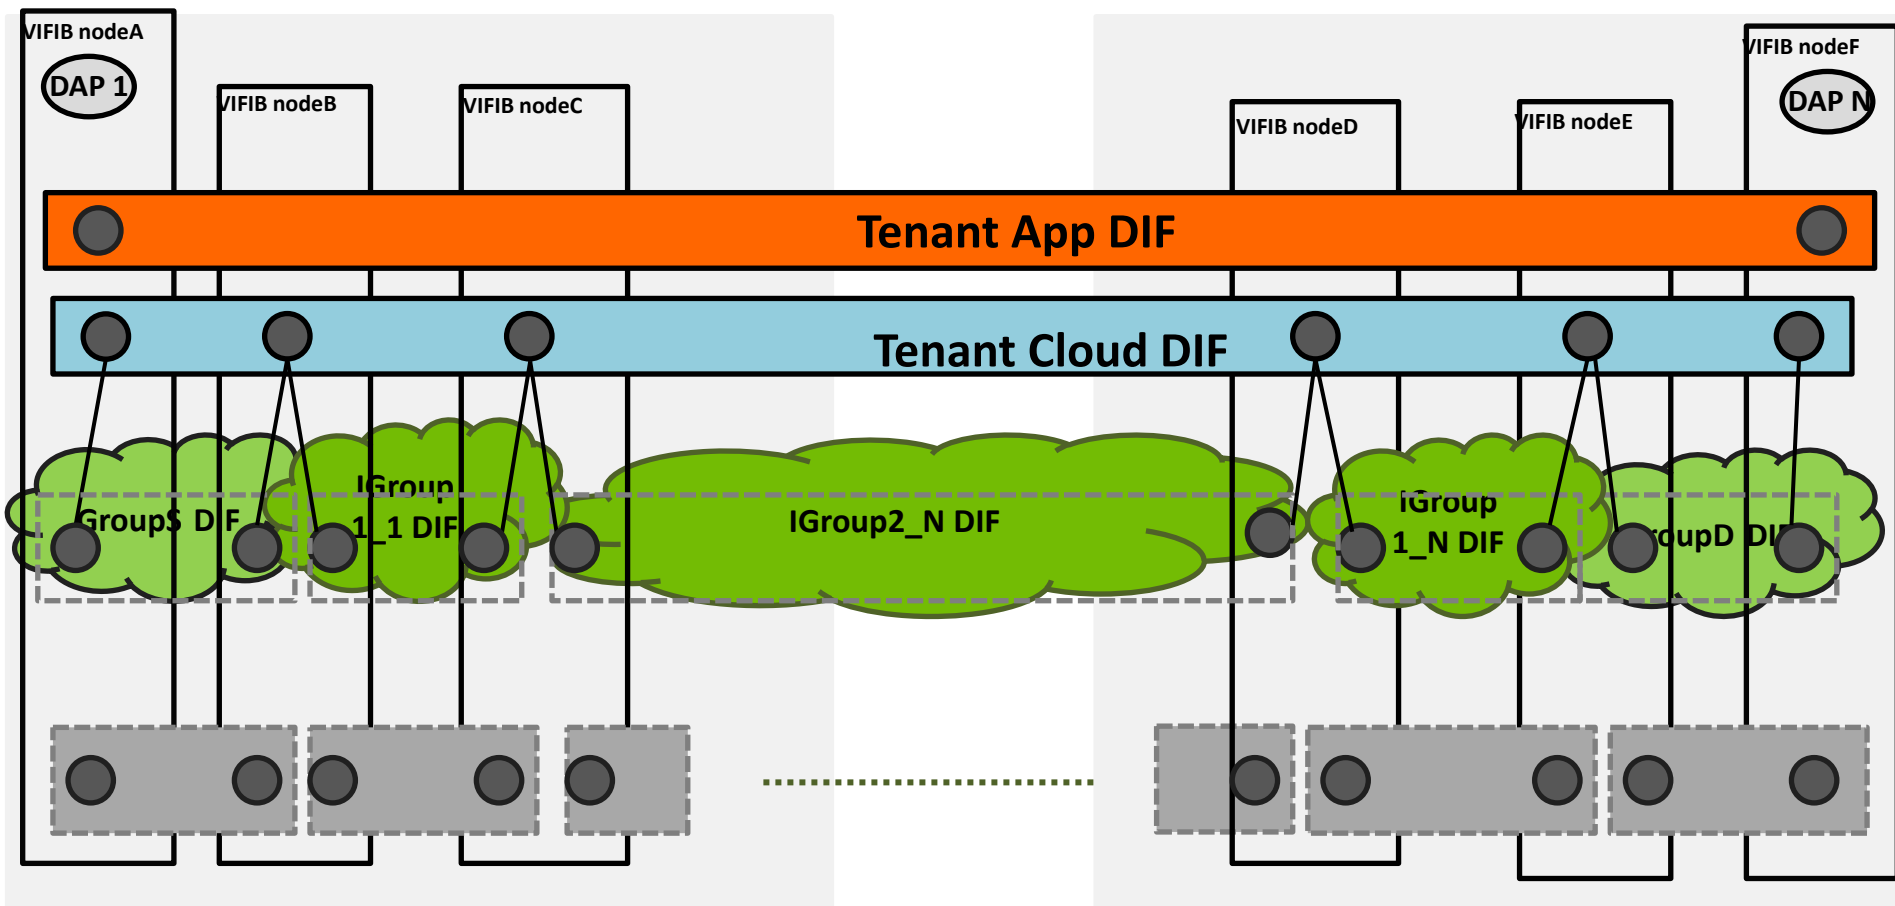 VIFIB nodeA
DAP 1
VIFIB nodeB
VIFIB nodeC
VIFIB nodeD
VIFIB nodeE
VIFIB nodeF
DAP N
Tenant App DIF
Tenant Cloud DIF
GroupS DIF
IGroup
1_1 DIF
IGroup2_N DIF
IGroup
1_N DIF
roupD DIF